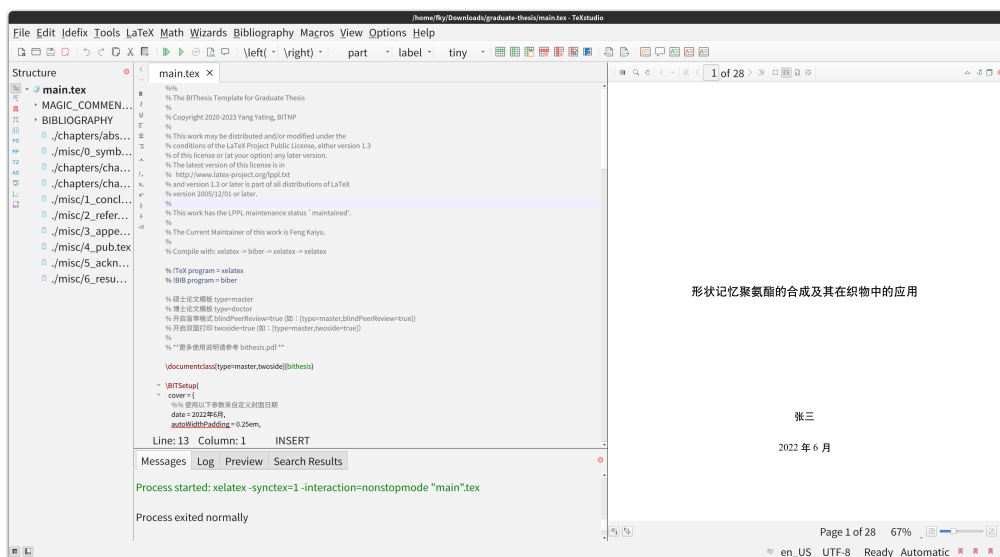 /home/fky/Downloads/graduate-thesis/main.tex - TeXstudio
File Edit Idefix Tools LaTeX Math Wizards Bibliography Macros View Options Help
\left( \right) part label tiny
Structure
main.tex
MAGIC_COMMEN...
BIBLIOGRAPHY
./chapters/abs...
./misc/0_symb...
./chapters/cha...
./chapters/cha...
./misc/1_concl...
./misc/2_refer...
./misc/3_appe...
./misc/4_pub.tex
./misc/5_ackn...
./misc/6_resu...
main.tex
%%
% The BIThesis Template for Graduate Thesis
%
% Copyright 2020-2023 Yang Yating, BITNP
%
% This work may be distributed and/or modified under the
% conditions of the LaTeX Project Public License, either version 1.3
% of this license or (at your option) any later version.
% The latest version of this license is in
% http://www.latex-project.org/lppl.txt
% and version 1.3 or later is part of all distributions of LaTeX
% version 2005/12/01 or later.
%
% This work has the LPPL maintenance status `maintained'.
%
% The Current Maintainer of this work is Feng Kaiyu.
%
% Compile with: xelatex -> biber -> xelatex -> xelatex
% !TeX program = xelatex
% !BIB program = biber
% 硕士论文模板 type=master
% 博士论文模板 type=doctor
% 开启盲审格式 blindPeerReview=true (如：[type=master,blindPeerReview=true])
% 开启双面打印 twoside=true (如：[type=master,twoside=true])
%
% **更多使用说明请参考 bithesis.pdf **
\documentclass[type=master,twoside]{bithesis}
\BITSetup{
cover = {
%% 使用以下参数来自定义封面日期
date = 2022年6月,
autoWidthPadding = 0.25em,
Line: 13 Column: 1 INSERT
Messages Log Preview Search Results
Process started: xelatex -synctex=1 -interaction=nonstopmode "main".tex
Process exited normally
1 of 28
形状记忆聚氨酯的合成及其在织物中的应用
张三
2022 年 6 月
Page 1 of 28 67%
en_US UTF-8 Ready Automatic